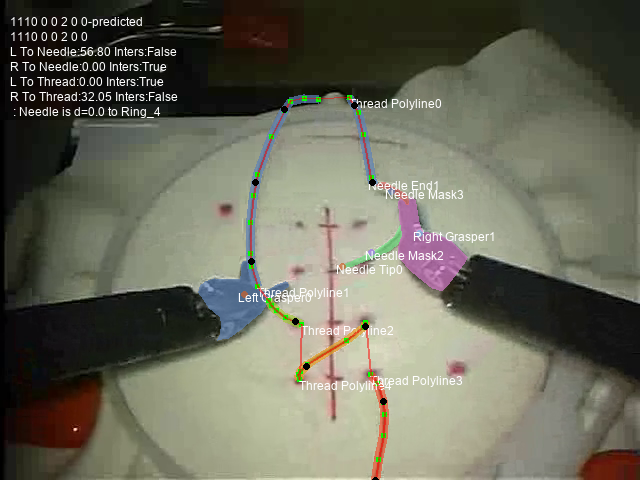 1110 0 0 2 0 0-predicted
1110 0 0 2 0 0
L To Needle:56.80 Inters:False
R To Needle:0.00 Inters:True
L To Thread:0.00 Inters:True
R To Thread:32.05 Inters:False
: Needle is d=0.0 to Ring_4
Thread Polyline0
Needle End1
Needle Mask3
Right Grasper1
Needle Mask2
Needle Tip0
Thread Polyline1
Left Grasper0
Thread Polyline2
Thread Polyline3
Thread Polyline4